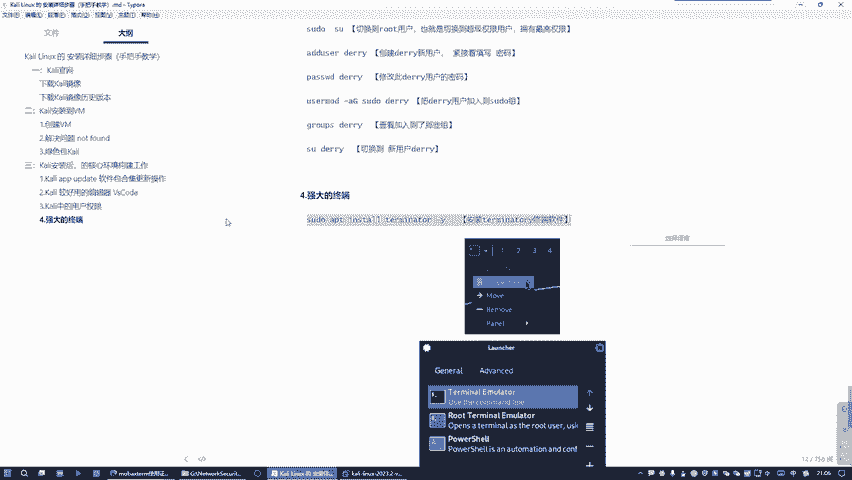 Kali Linux 的 安装详细步骤（手把手教学）.md - Typora
文件(F) 编辑(E) 段落(P) 格式(O) 视图(V) 主题(T) 帮助(H)
文件 大纲
Kali Linux 的 安装详细步骤（手把手教学）
一：Kali官网
下载Kali镜像
下载Kali镜像历史版本
二：Kali安装到VM
1.创建VM
2.解决问题 not found
3.绿色包Kali
三：Kali安装后，的核心环境构建工作
1.Kali app update 软件包合集更新操作
2.Kali 较好用的编辑器 VsCode
3.Kali中的用户权限
4.强大的终端
sudo su 【切换到root用户，也就是切换到超级权限用户，拥有最高权限】
adduser derry 【创建derry新用户， 紧接着填写 密码】
passwd derry 【修改此derry用户的密码】
usermod -aG sudo derry 【把derry用户加入到sudo组】
groups derry 【查看加入到了那些组】
su derry 【切换到 新用户derry】
4.强大的终端
sudo apt install terminator -y 【安装terminatory终端软件】
选择语言
1 2 3 4
Move
Remove
Panel
Launcher
General Advanced
Terminal Emulator
Use the command line
Root Terminal Emulator
Opens a terminal as the root user, usi
PowerShell
PowerShell is an automation and conf
21:06